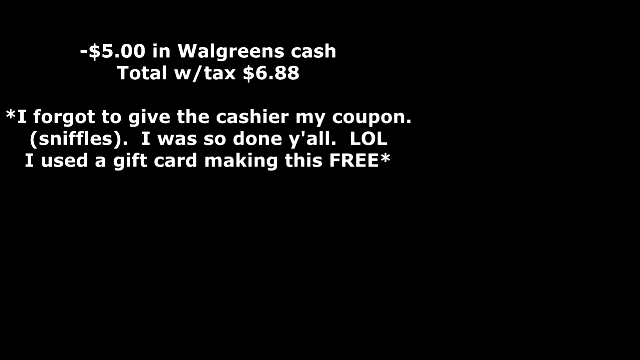 -$5.00 in Walgreens cash
Total w/tax $6.88
*I forgot to give the cashier my coupon.
(sniffles).  I was so done y'all.  LOL
I used a gift card making this FREE*